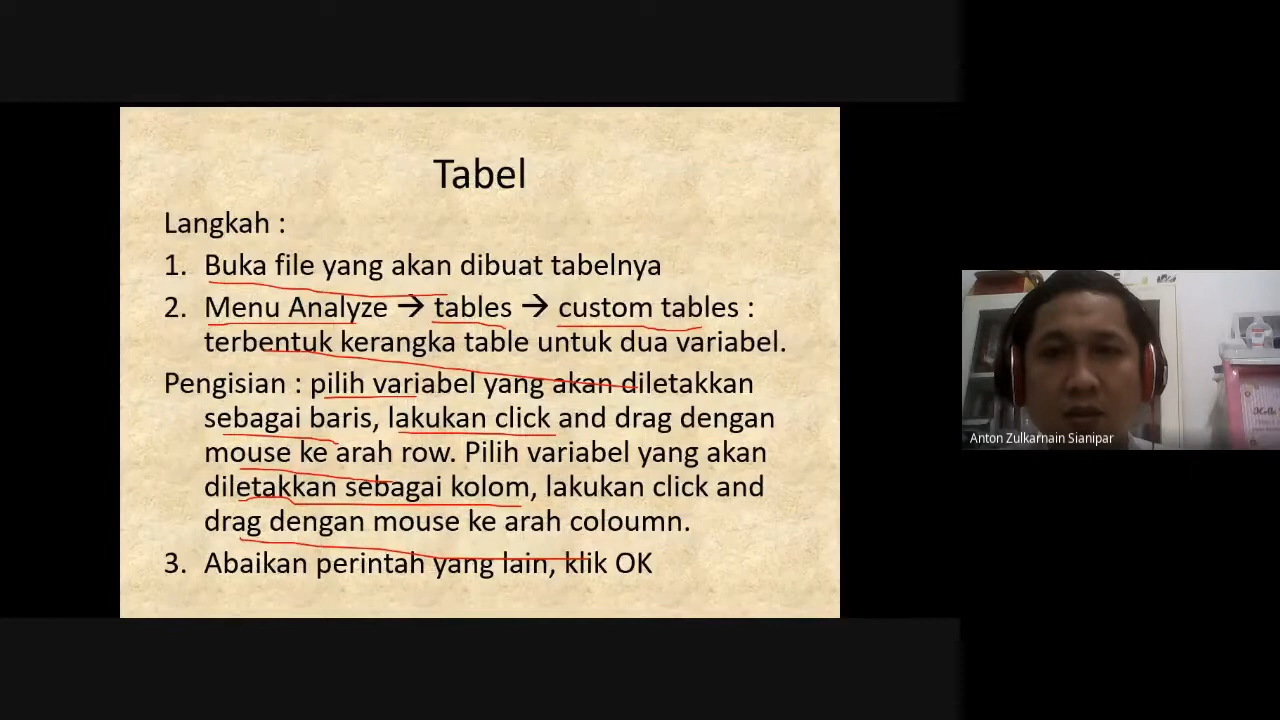 Tabel
Langkah :
1. Buka file yang akan dibuat tabelnya
2. Menu Analyze → tables → custom tables :
terbentuk kerangka table untuk dua variabel.
Pengisian : pilih variabel yang akan diletakkan
sebagai baris, lakukan click and drag dengan
mouse ke arah row. Pilih variabel yang akan
diletakkan sebagai kolom, lakukan click and
drag dengan mouse ke arah coloumn.
3. Abaikan perintah yang lain, klik OK
Anton Zulkarnain Sianipar